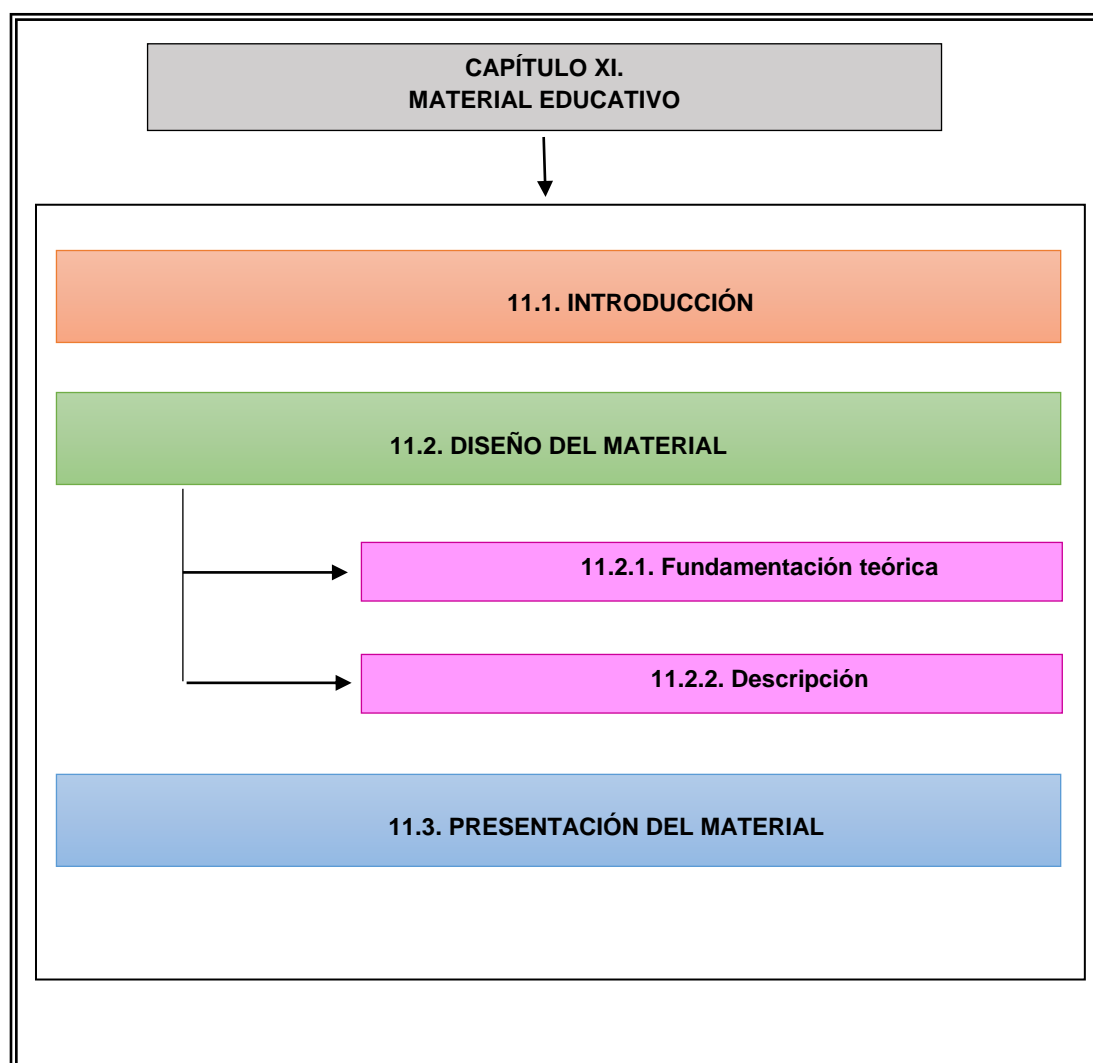 CAPÍTULO XI.
MATERIAL EDUCATIVO
11.1. INTRODUCCIÓN
11.2. DISEÑO DEL MATERIAL
11.2.1. Fundamentación teórica
11.2.2. Descripción
11.3. PRESENTACIÓN DEL MATERIAL